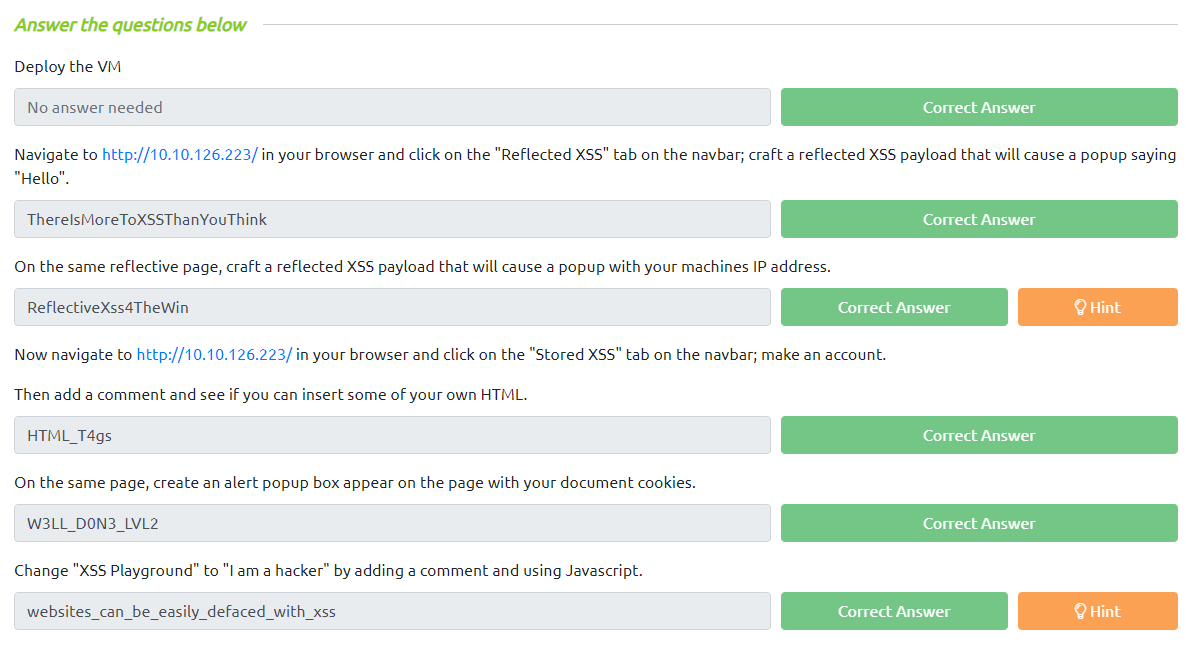 Answer the questions below
Deploy the VM
No answer needed
Correct Answer
Navigate to http://10.10.126.223/ in your browser and click on the "Reflected XSS" tab on the navbar; craft a reflected XSS payload that will cause a popup saying
"Hello".
ThereIsMoreToXSSThanYouThink
Correct Answer
On the same reflective page, craft a reflected XSS payload that will cause a popup with your machines IP address.
ReflectiveXss4TheWin
Correct Answer
Hint
Now navigate to http://10.10.126.223/ in your browser and click on the "Stored XSS" tab on the navbar; make an account.
Then add a comment and see if you can insert some of your own HTML.
HTML_T4gs
Correct Answer
On the same page, create an alert popup box appear on the page with your document cookies.
W3LL_D0N3_LVL2
Correct Answer
Change "XSS Playground" to "I am a hacker" by adding a comment and using Javascript.
websites_can_be_easily_defaced_with_xss
Correct Answer
Hint